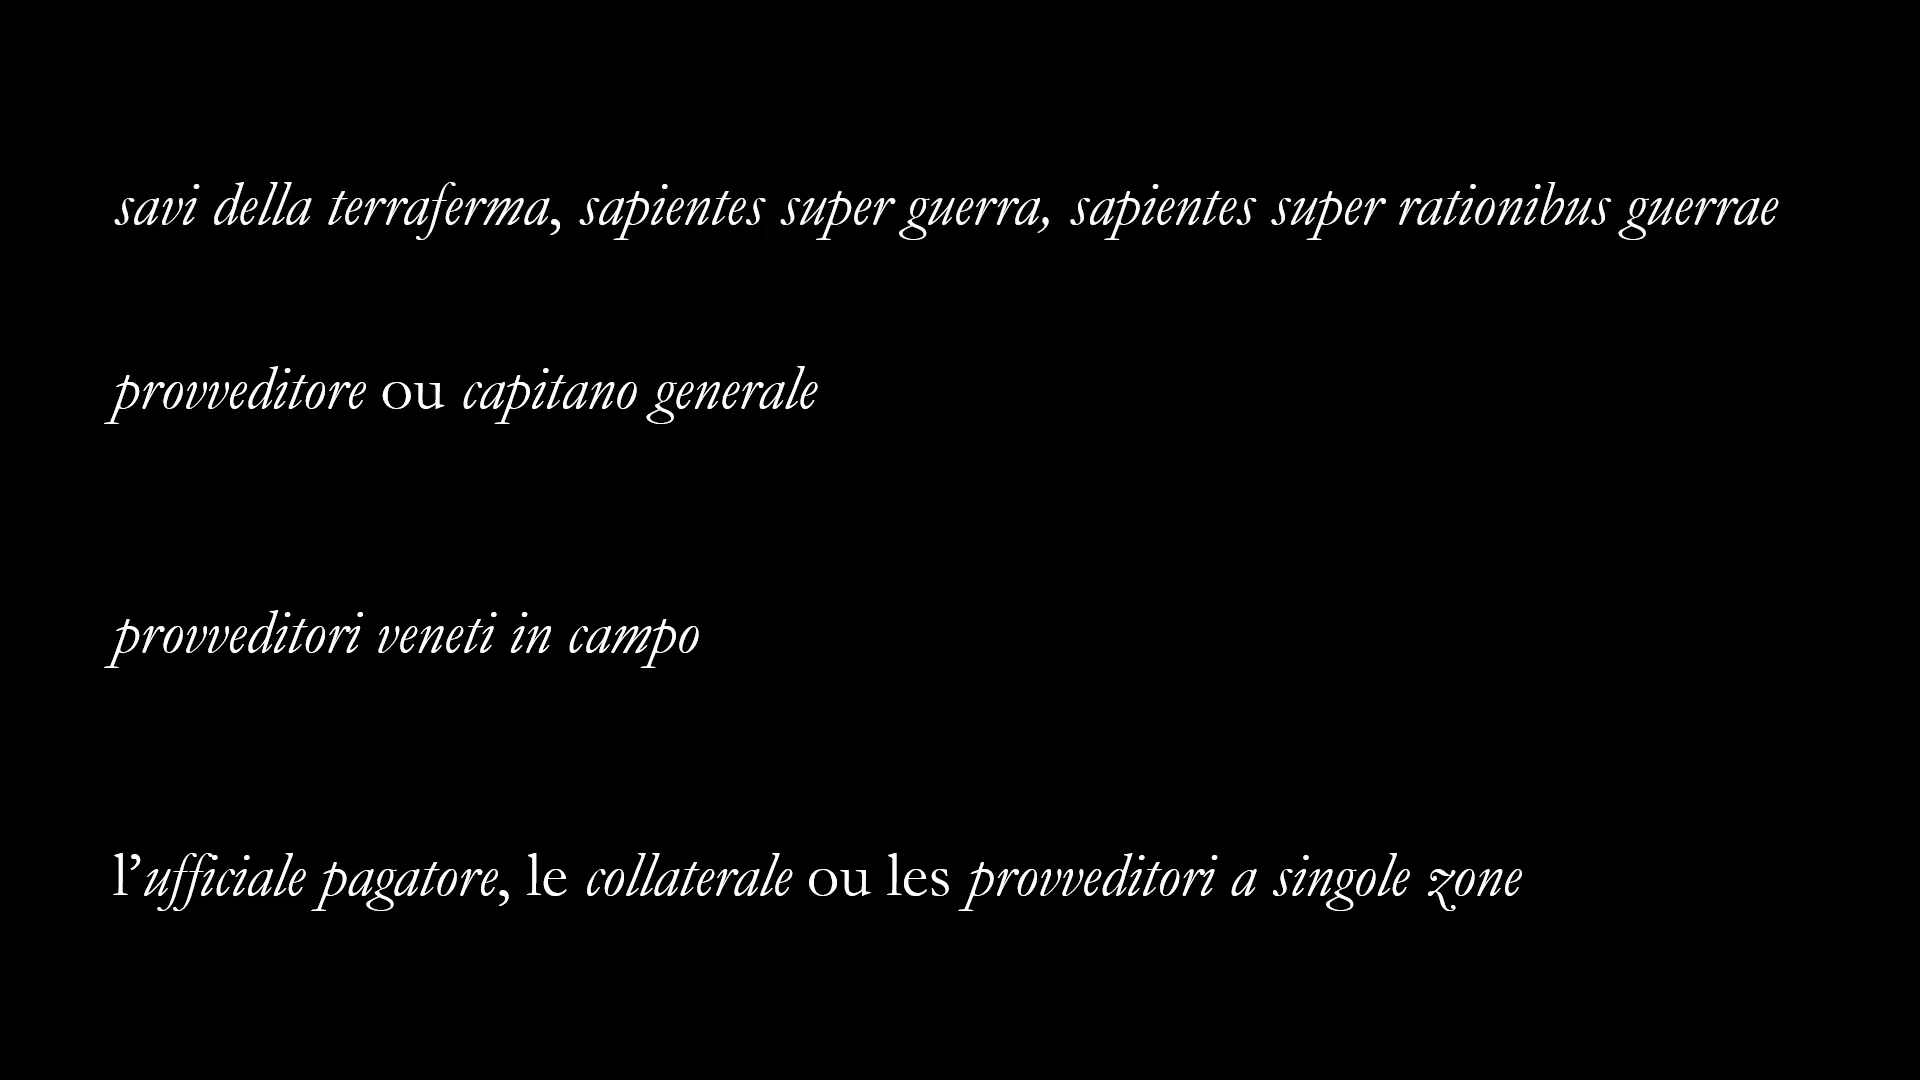 savi della terraferma, sapientes super guerra, sapientes super rationibus guerrae
provveditore ou capitano generale
provveditori veneti in campo
l’ufficiale pagatore, le collaterale ou les provveditori a singole zone